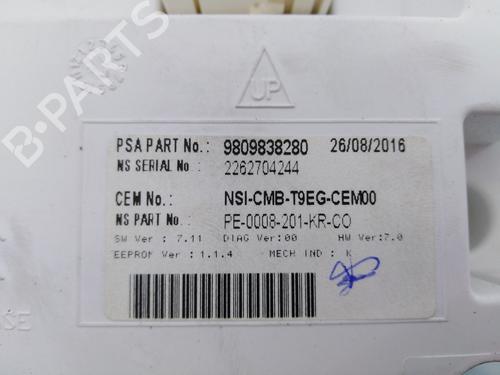 UP
PSA PART No.: 9809838280 26/08/2016
NS SERIAL No: 2262704244
CEM No.: NSI-CMB-T9EG-CEM00
NS PART No.: PE-0008-201-KR-CO
SW Ver : 7.11 DIAG Ver:00 HW Ver:7.0
EEPROM Ver : 1.1.4 MECH IND : K
B-PARTS